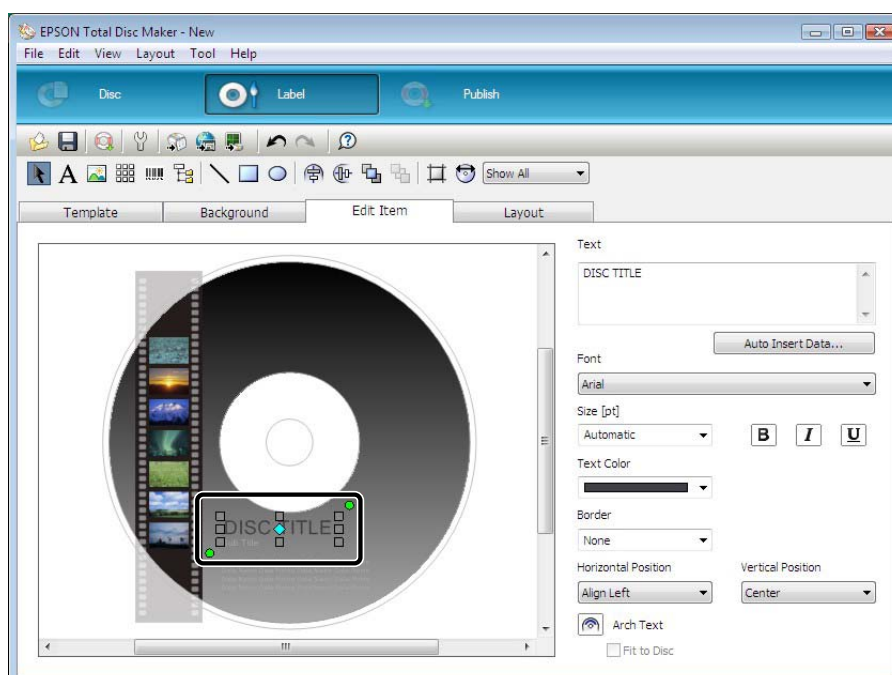 EPSON Total Disc Maker - New
File Edit View Layout Tool Help
Disc Label Publish
Show All
Template Background Edit Item Layout
Text
DISC TITLE
Auto Insert Data...
Font
Arial
Size [pt]
Automatic B I U
Text Color
Border
None
Horizontal Position Vertical Position
Align Left Center
Arch Text
Fit to Disc
DISC TITLE
Title